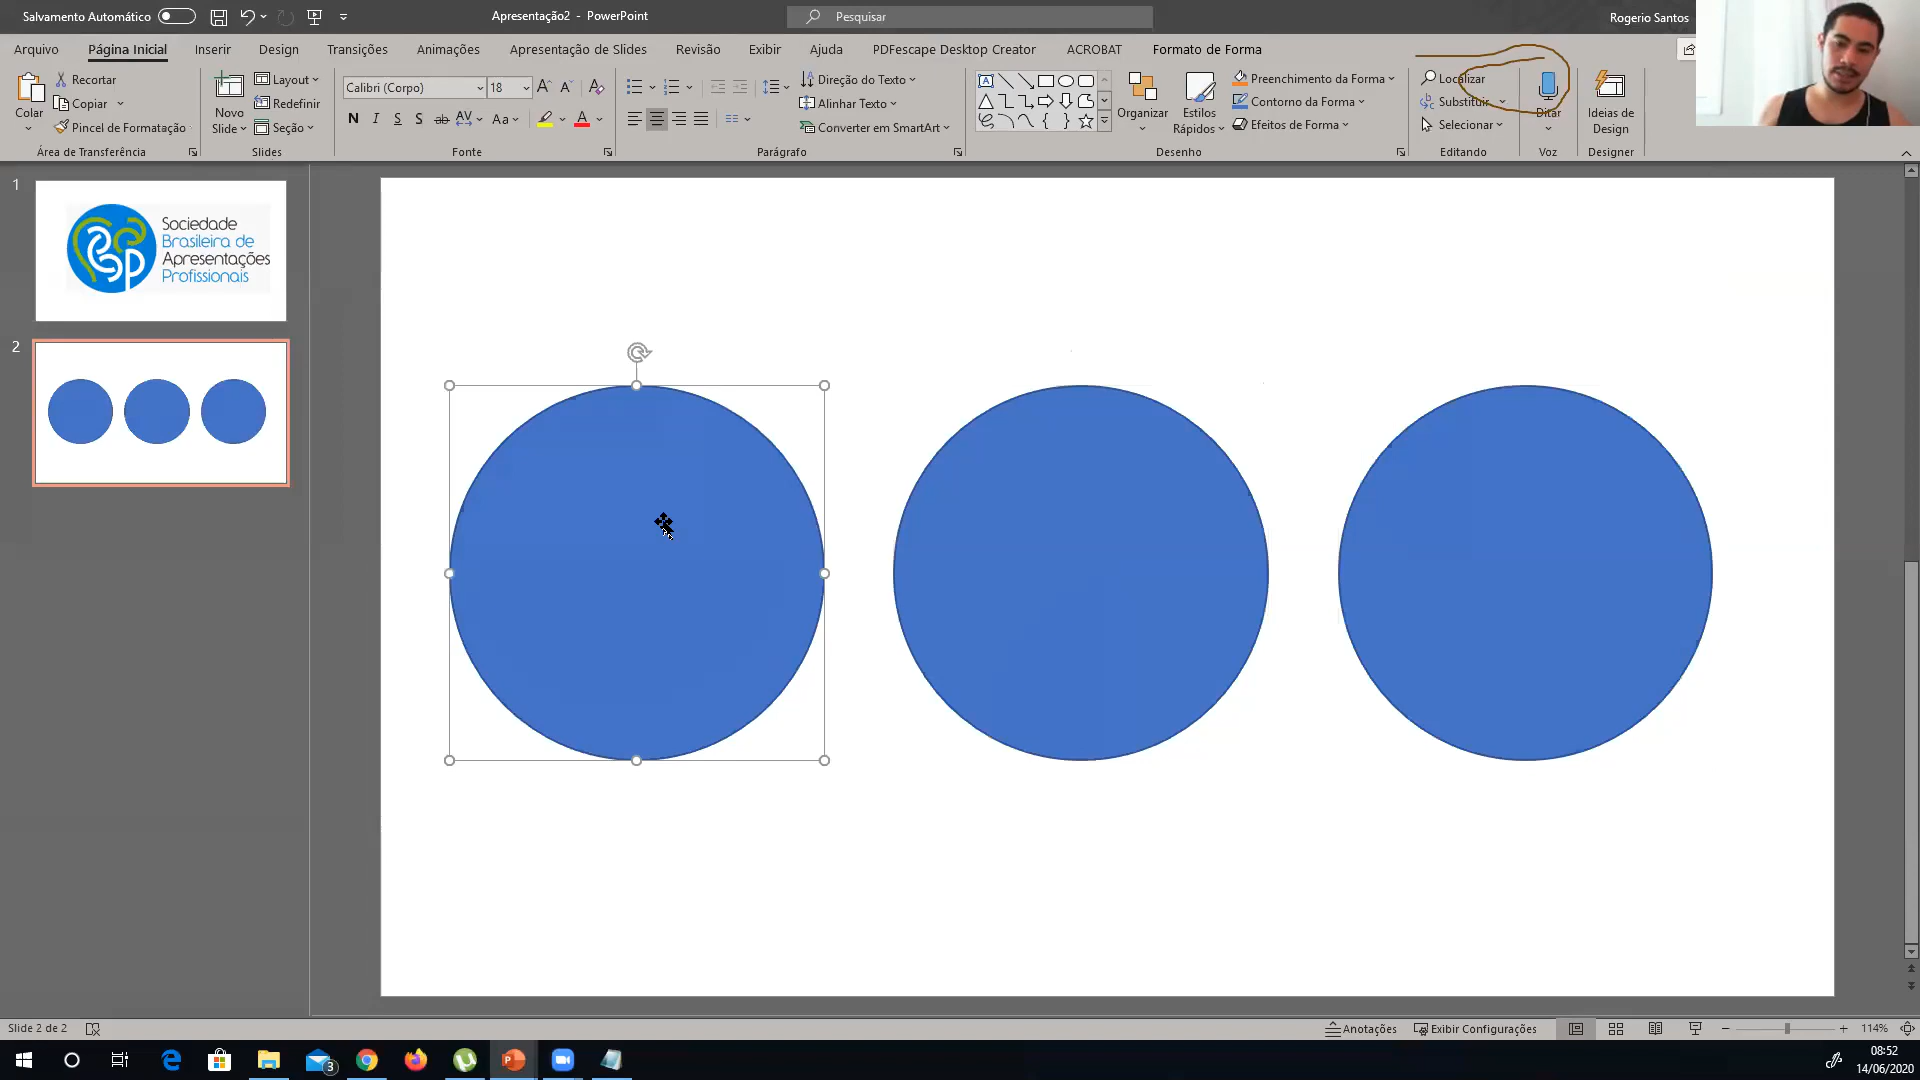 Salvamento Automático
Apresentação2 - PowerPoint
Pesquisar
Rogerio Santos
Arquivo
Página Inicial
Inserir
Design
Transições
Animações
Apresentação de Slides
Revisão
Exibir
Ajuda
PDFescape Desktop Creator
ACROBAT
Formato de Forma
Colar
Recortar
Copiar
Pincel de Formatação
Área de Transferência
Novo
Slide
Layout
Redefinir
Seção
Slides
Calibri (Corpo)
18
N I S S ab AV Aa
Fonte
Direção do Texto
Alinhar Texto
Converter em SmartArt
Parágrafo
Organizar
Estilos
Rápidos
Preenchimento da Forma
Contorno da Forma
Efeitos de Forma
Desenho
Localizar
Substituir
Selecionar
Editando
Ditar
Voz
Ideias de
Design
Designer
1
Sociedade
Brasileira de
Apresentações
Profissionais
2
Slide 2 de 2
Anotações
Exibir Configurações
114%
3
08:52
14/06/2020